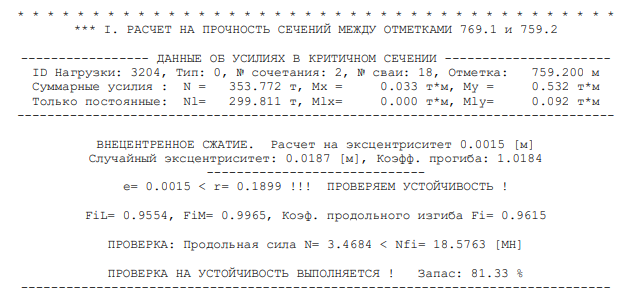 * * * * * * * * * * * * * * * * * * * * * * * * * * * * * * * * * * * * * * * *
*** I. РАСЧЕТ НА ПРОЧНОСТЬ СЕЧЕНИЙ МЕЖДУ ОТМЕТКАМИ 769.1 и 759.2
----------------- ДАННЫЕ ОБ УСИЛИЯХ В КРИТИЧНОМ СЕЧЕНИИ ----------------------
ID Нагрузки: 3204, Тип: 0, № сочетания: 2, № сваи: 18, Отметка: 759.200 м
Суммарные усилия : N = 353.772 т, Mx = 0.033 т*м, My = 0.532 т*м
Только постоянные: Nl= 299.811 т, Mlx= 0.000 т*м, Mly= 0.092 т*м
-------------------------------------------------------------------------------
ВНЕЦЕНТРЕННОЕ СЖАТИЕ. Расчет на эксцентриситет 0.0015 [м]
Случайный эксцентриситет: 0.0187 [м], Коэфф. прогиба: 1.0184
-----------------------------
e= 0.0015 < r= 0.1899 !!! ПРОВЕРЯЕМ УСТОЙЧИВОСТЬ !
FiL= 0.9554, FiM= 0.9965, Коэф. продольного изгиба Fi= 0.9615
ПРОВЕРКА: Продольная сила N= 3.4684 < Nfi= 18.5763 [МН]
ПРОВЕРКА НА УСТОЙЧИВОСТЬ ВЫПОЛНЯЕТСЯ ! Запас: 81.33 %
-------------------------------------------------------------------------------